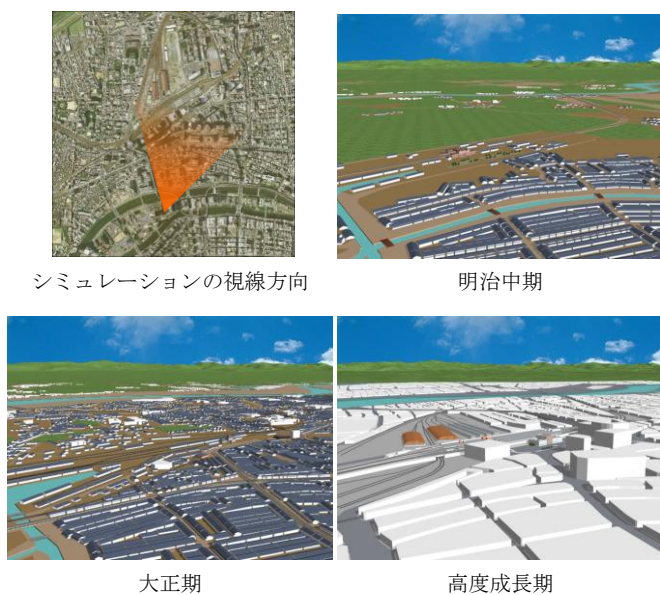 シミュレーションの視線方向
明治中期
大正期
高度成長期